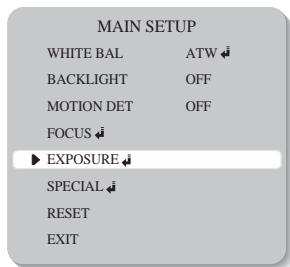 MAIN SETUP
WHITE BAL ATW ↲
BACKLIGHT OFF
MOTION DET OFF
FOCUS ↲
▶ EXPOSURE ↲
SPECIAL ↲
RESET
EXIT